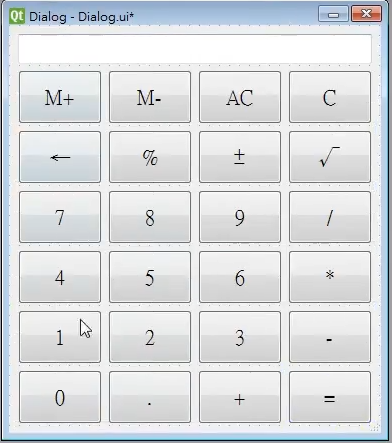 Qt Dialog - Dialog.ui*
M+ M- AC C
← % ± √
7 8 9 /
4 5 6 *
1 2 3 -
0 . + =